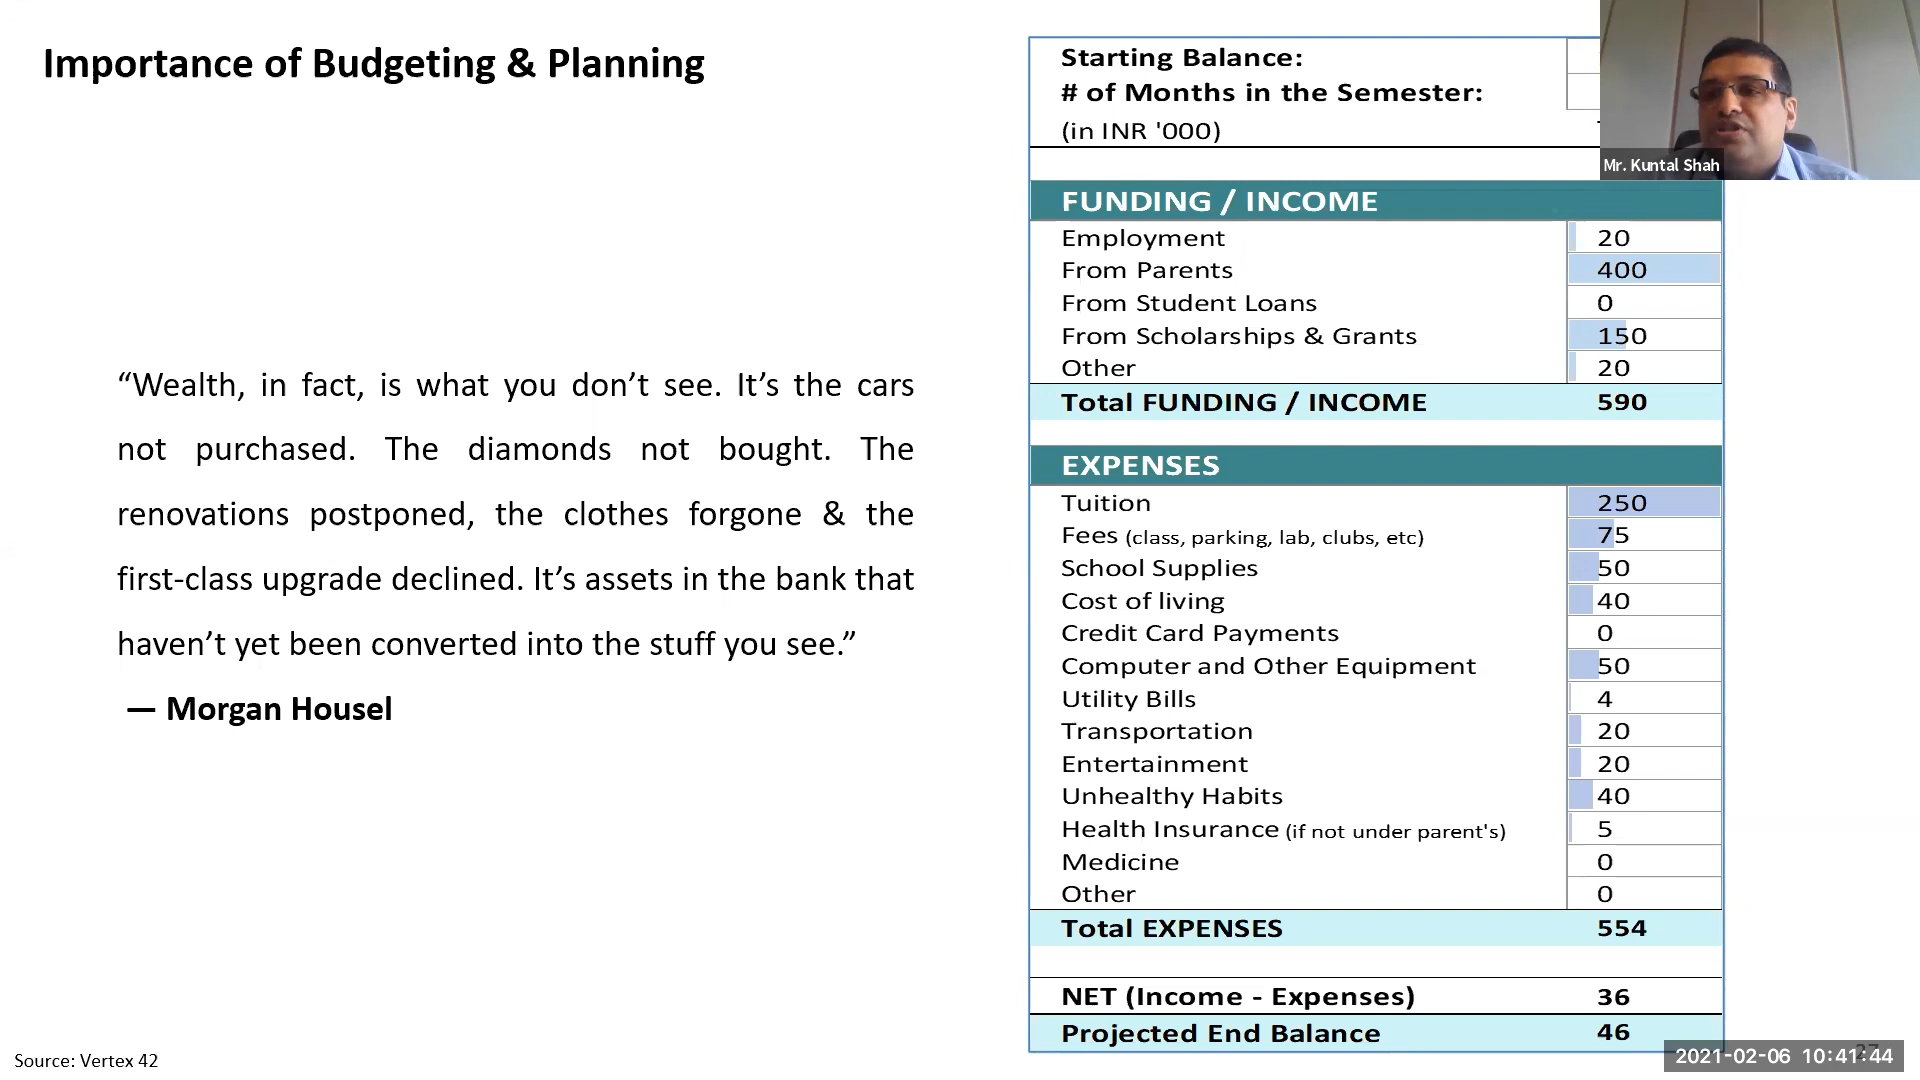 Importance of Budgeting & Planning
“Wealth, in fact, is what you don’t see. It’s the cars
not purchased. The diamonds not bought. The
renovations postponed, the clothes forgone & the
first-class upgrade declined. It’s assets in the bank that
haven’t yet been converted into the stuff you see.”
— Morgan Housel
Source: Vertex 42
Starting Balance:
# of Months in the Semester:
(in INR '000)
Mr. Kuntal Shah
FUNDING / INCOME
Employment 20
From Parents 400
From Student Loans 0
From Scholarships & Grants 150
Other 20
Total FUNDING / INCOME 590
EXPENSES
Tuition 250
Fees (class, parking, lab, clubs, etc) 75
School Supplies 50
Cost of living 40
Credit Card Payments 0
Computer and Other Equipment 50
Utility Bills 4
Transportation 20
Entertainment 20
Unhealthy Habits 40
Health Insurance (if not under parent's) 5
Medicine 0
Other 0
Total EXPENSES 554
NET (Income - Expenses) 36
Projected End Balance 46
2021-02-06 10:41:44